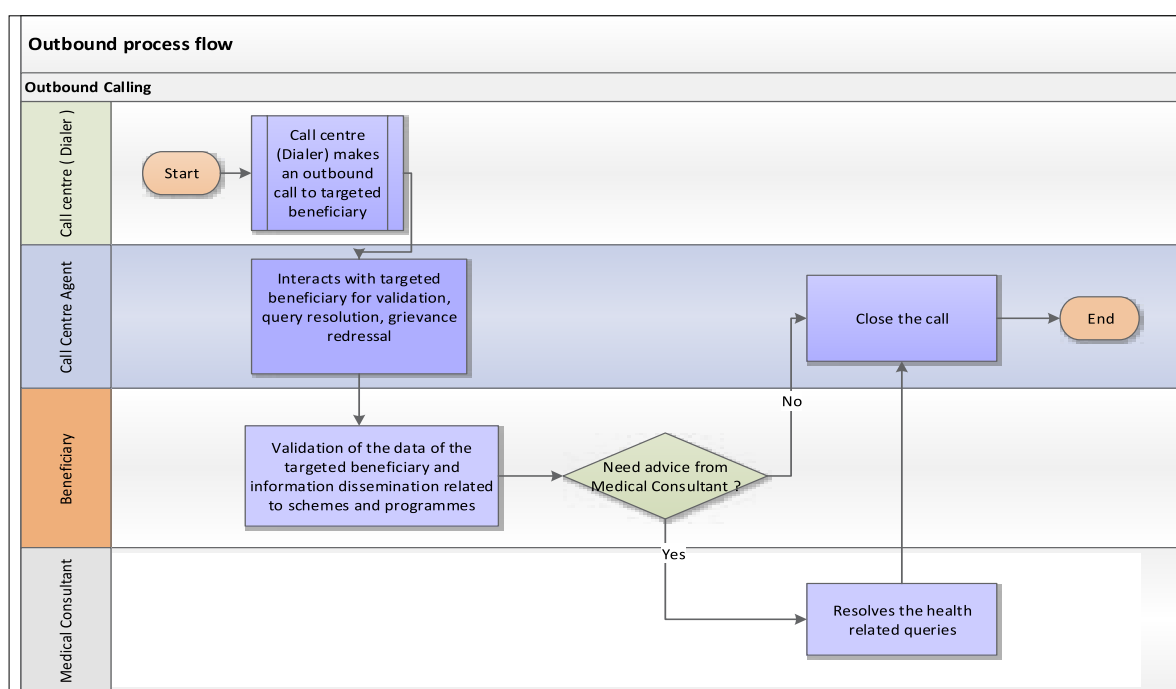 Outbound process flow
Outbound Calling
Call centre ( Dialer )
Start
Call centre
(Dialer) makes
an outbound
call to targeted
beneficiary
Call Centre Agent
Interacts with targeted
beneficiary for validation,
query resolution, grievance
redressal
Close the call
End
No
Beneficiary
Validation of the data of the
targeted beneficiary and
information dissemination related
to schemes and programmes
Need advice from
Medical Consultant ?
Yes
Medical Consultant
Resolves the health
related queries